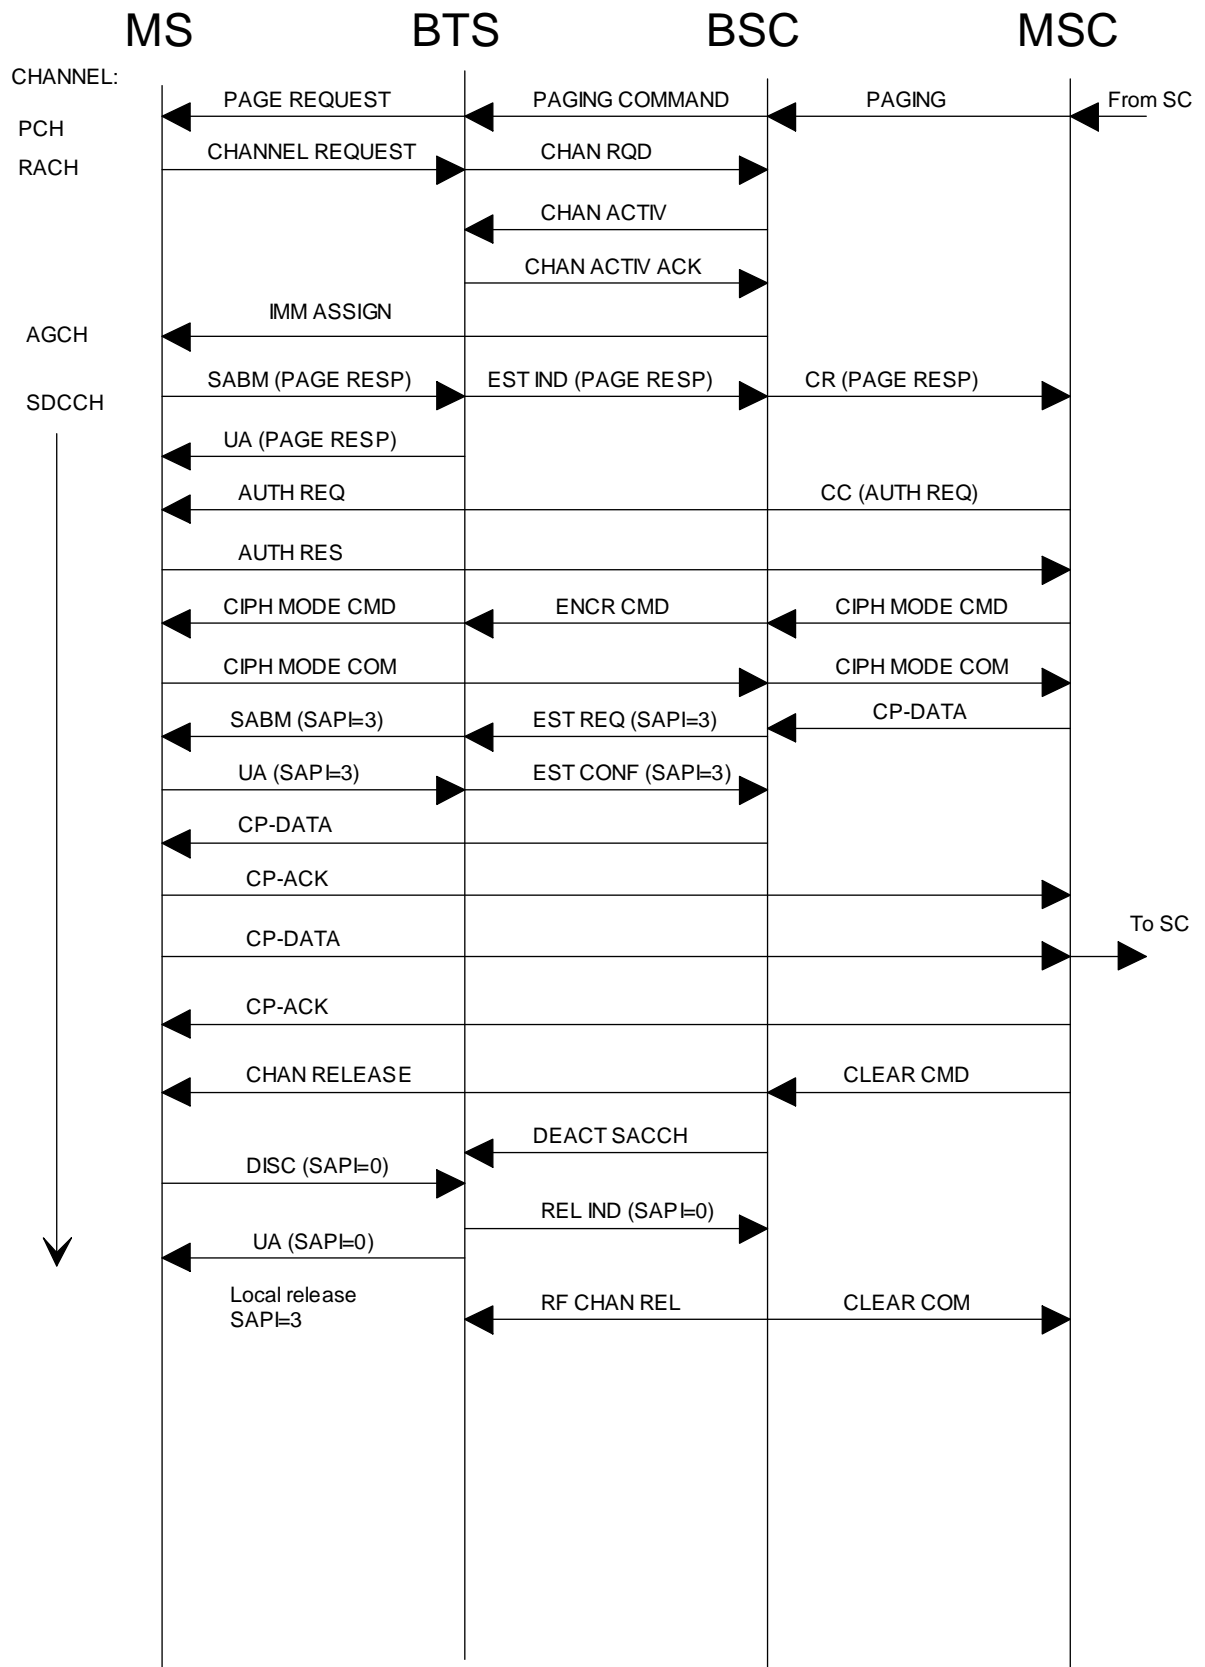 MS BTS BSC MSC
CHANNEL:
PAGE REQUEST PAGING COMMAND PAGING From SC
PCH
CHANNEL REQUEST CHAN RQD
RACH
CHAN ACTIV
CHAN ACTIV ACK
IMM ASSIGN
AGCH
SABM (PAGE RESP) EST IND (PAGE RESP) CR (PAGE RESP)
SDCCH
UA (PAGE RESP)
AUTH REQ CC (AUTH REQ)
AUTH RES
CIPH MODE CMD ENCR CMD CIPH MODE CMD
CIPH MODE COM CIPH MODE COM
SABM (SAPI=3) EST REQ (SAPI=3) CP-DATA
UA (SAPI=3) EST CONF (SAPI=3)
CP-DATA
CP-ACK
To SC
CP-DATA
CP-ACK
CHAN RELEASE CLEAR CMD
DEACT SACCH
DISC (SAPI=0)
REL IND (SAPI=0)
UA (SAPI=0)
Local release RF CHAN REL CLEAR COM
SAPI=3